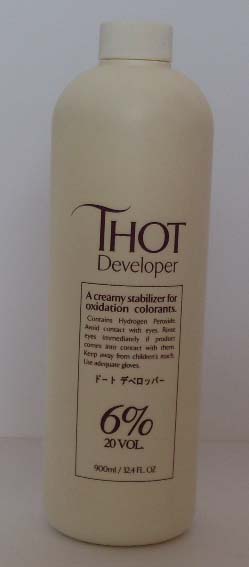 THOT
Developer
A creamy stabilizer for
oxidation colorants.
Contains Hydrogen Peroxide.
Avoid contact with eyes. Rinse
eyes immediately if product
comes into contact with them.
Keep away from children's reach.
Use adequate gloves.
ドート デベロッパー
6%
20 VOL.
900ml / 32.4 FL. OZ